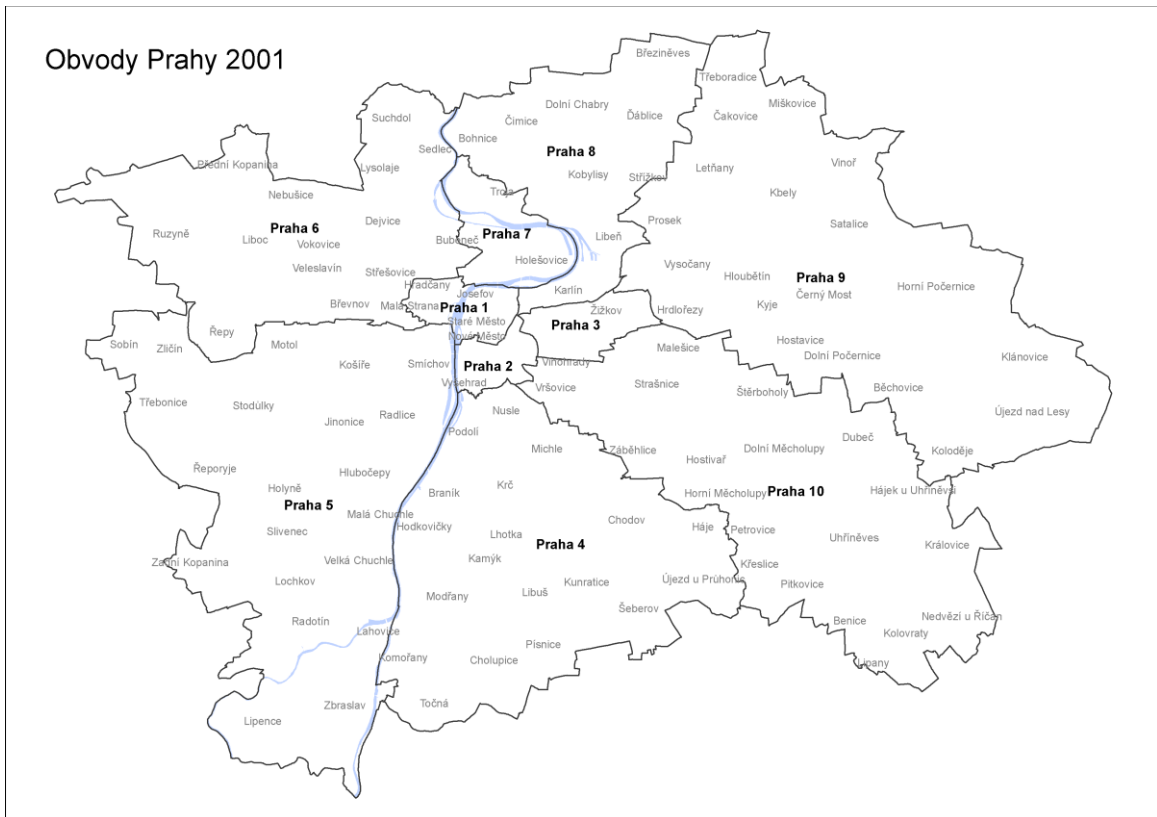 Obvody Prahy 2001
Březiněves
Třeboradice
Miškovice
Dolní Chabry
Suchdol
Čimice
Ďáblice
Čakovice
Bohnice
Sedlec
Praha 8
Přední Kopanina
Lysolaje
Vinoř
Letňany
Kobylisy
Střížkov
Nebušice
Troja
Kbely
Dejvice
Prosek
Satalice
Ruzyně
Praha 6
Praha 7
Liboc
Vokovice
Bubeneč
Libeň
Holešovice
Vysočany
Veleslavín
Střešovice
Hloubětín
Praha 9
Hradčany
Horní Počernice
Karlín
Josefov
Černý Most
Břevnov
Malá Strana
Praha 1
Žižkov
Hrdlořezy
Kyje
Staré Město
Praha 3
Řepy
Nové Město
Sobín
Zličín
Motol
Malešice
Hostavice
Dolní Počernice
Klánovice
Košíře
Smíchov
Praha 2
Vinohrady
Vyšehrad
Vršovice
Strašnice
Štěrboholy
Běchovice
Třebonice
Stodůlky
Jinonice
Radlice
Nusle
Újezd nad Lesy
Podolí
Michle
Záběhlice
Dubeč
Dolní Měcholupy
Koloděje
Hostivař
Řeporyje
Hlubočepy
Holyně
Braník
Krč
Horní Měcholupy
Praha 10
Hájek u Uhříněvsi
Praha 5
Malá Chuchle
Slivenec
Hodkovičky
Lhotka
Chodov
Háje
Petrovice
Uhříněves
Královice
Praha 4
Zadní Kopanina
Velká Chuchle
Kamýk
Křeslice
Lochkov
Kunratice
Újezd u Průhonic
Pitkovice
Modřany
Libuš
Šeberov
Radotín
Benice
Nedvězí u Říčan
Lahovice
Kolovraty
Písnice
Komořany
Cholupice
Lipany
Zbraslav
Točná
Lipence